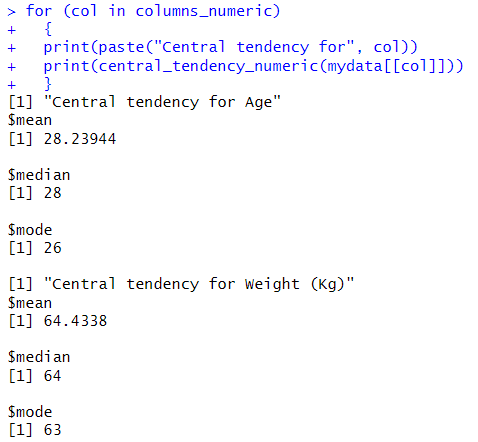 > for (col in columns_numeric)
+   {
+   print(paste("Central tendency for", col))
+   print(central_tendency_numeric(mydata[[col]]))
+   }
[1] "Central tendency for Age"
$mean
[1] 28.23944

$median
[1] 28

$mode
[1] 26

[1] "Central tendency for Weight (Kg)"
$mean
[1] 64.4338

$median
[1] 64

$mode
[1] 63